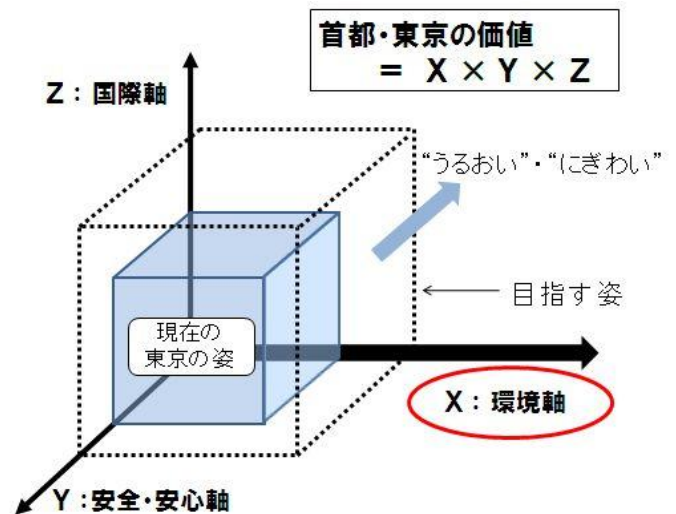 首都・東京の価値
= X × Y × Z
Z：国際軸
“うるおい”・“にぎわい”
目指す姿
現在の
東京の姿
X：環境軸
Y：安全・安心軸